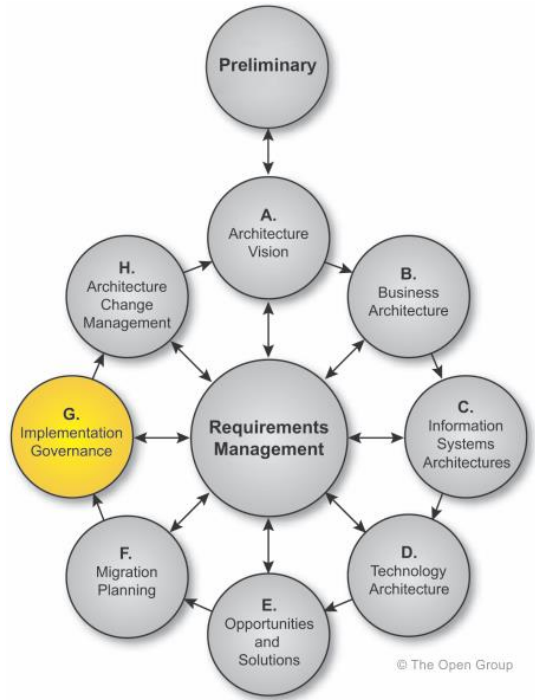 Preliminary
A.
Architecture
Vision
B.
Business
Architecture
C.
Information
Systems
Architectures
D.
Technology
Architecture
E.
Opportunities
and
Solutions
F.
Migration
Planning
G.
Implementation
Governance
H.
Architecture
Change
Management
Requirements
Management
© The Open Group